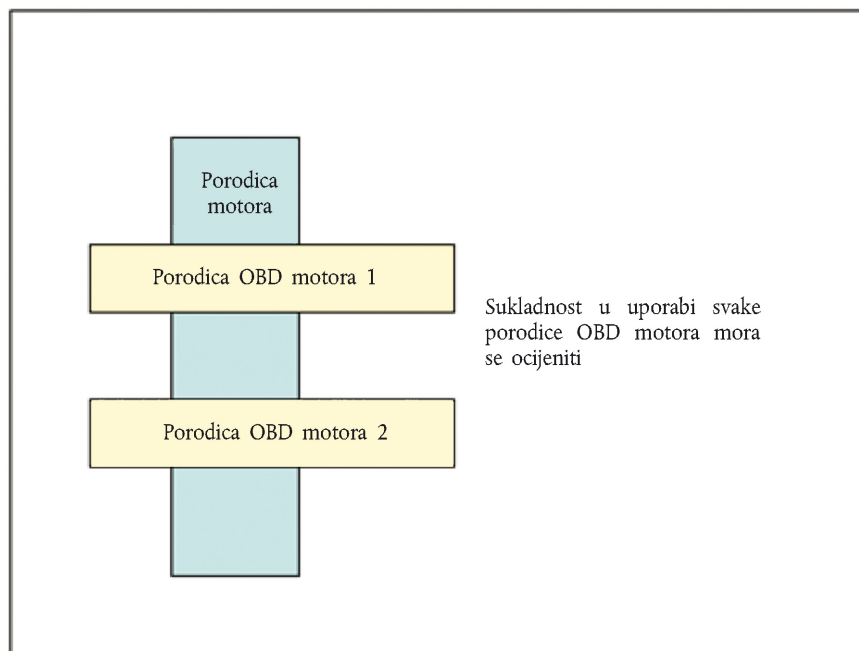 Porodica
motora
Porodica OBD motora 1
Sukladnost u uporabi svake
porodice OBD motora mora
se ocijeniti
Porodica OBD motora 2